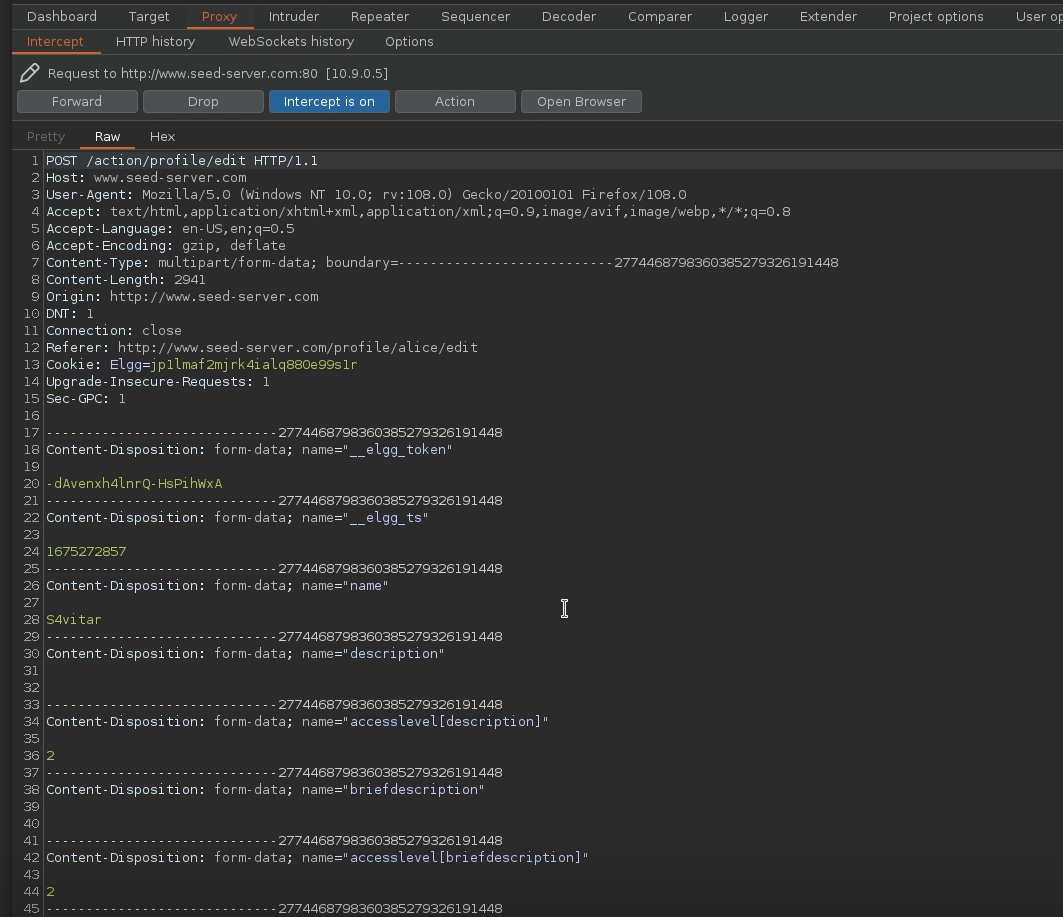 Dashboard Target Proxy Intruder Repeater Sequencer Decoder Comparer Logger Extender Project options User op
Intercept HTTP history WebSockets history Options
Request to http://www.seed-server.com:80 [10.9.0.5]
Forward Drop Intercept is on Action Open Browser
Pretty Raw Hex
1 POST /action/profile/edit HTTP/1.1
2 Host: www.seed-server.com
3 User-Agent: Mozilla/5.0 (Windows NT 10.0; rv:108.0) Gecko/20100101 Firefox/108.0
4 Accept: text/html,application/xhtml+xml,application/xml;q=0.9,image/avif,image/webp,*/*;q=0.8
5 Accept-Language: en-US,en;q=0.5
6 Accept-Encoding: gzip, deflate
7 Content-Type: multipart/form-data; boundary=---------------------------2774468798360385279326191448
8 Content-Length: 2941
9 Origin: http://www.seed-server.com
10 DNT: 1
11 Connection: close
12 Referer: http://www.seed-server.com/profile/alice/edit
13 Cookie: Elgg=jp1lmaf2mjrk4ialq880e99s1r
14 Upgrade-Insecure-Requests: 1
15 Sec-GPC: 1
16
17 -----------------------------2774468798360385279326191448
18 Content-Disposition: form-data; name="__elgg_token"
19
20 -dAvenxh4lnrQ-HsPihWxA
21 -----------------------------2774468798360385279326191448
22 Content-Disposition: form-data; name="__elgg_ts"
23
24 1675272857
25 -----------------------------2774468798360385279326191448
26 Content-Disposition: form-data; name="name"
27
28 S4vitar
29 -----------------------------2774468798360385279326191448
30 Content-Disposition: form-data; name="description"
31
32
33 -----------------------------2774468798360385279326191448
34 Content-Disposition: form-data; name="accesslevel[description]"
35
36 2
37 -----------------------------2774468798360385279326191448
38 Content-Disposition: form-data; name="briefdescription"
39
40
41 -----------------------------2774468798360385279326191448
42 Content-Disposition: form-data; name="accesslevel[briefdescription]"
43
44 2
45 -----------------------------2774468798360385279326191448